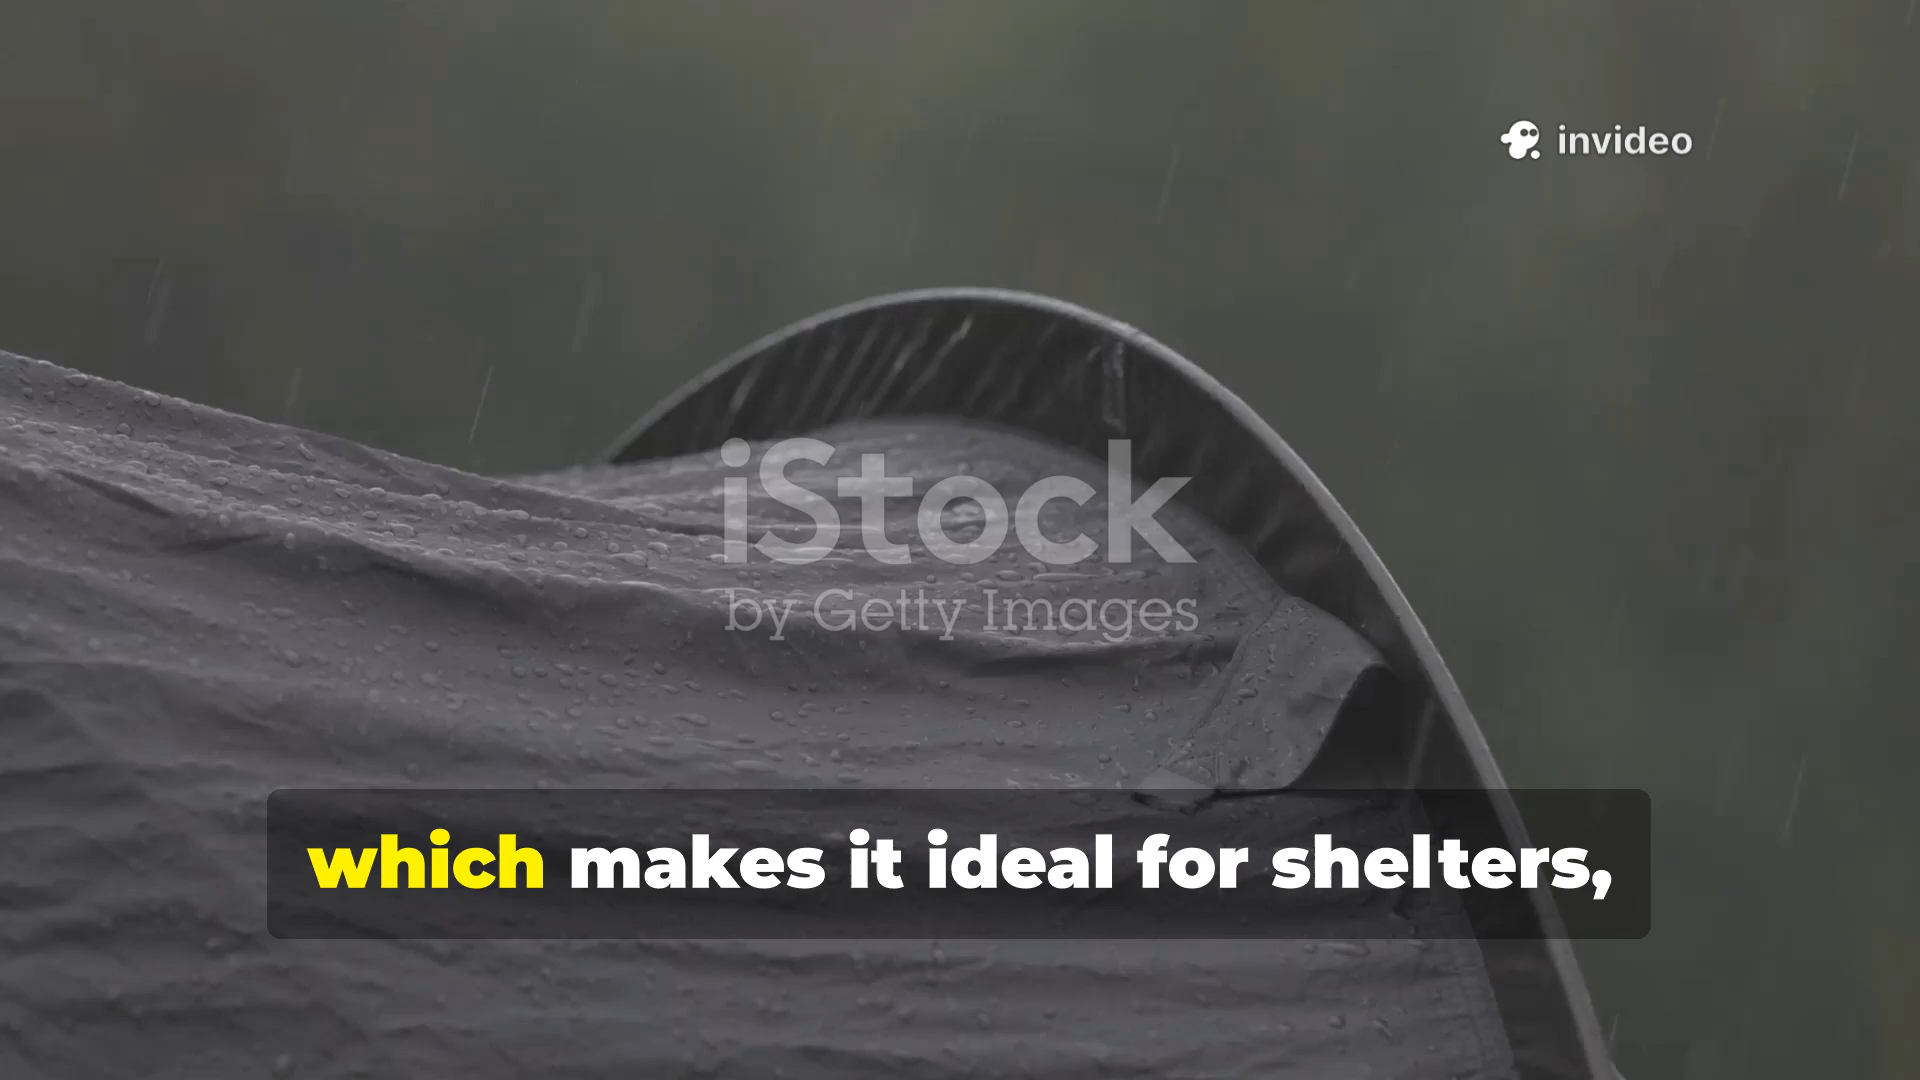 invideo
iStock
by Getty Images
which makes it ideal for shelters,